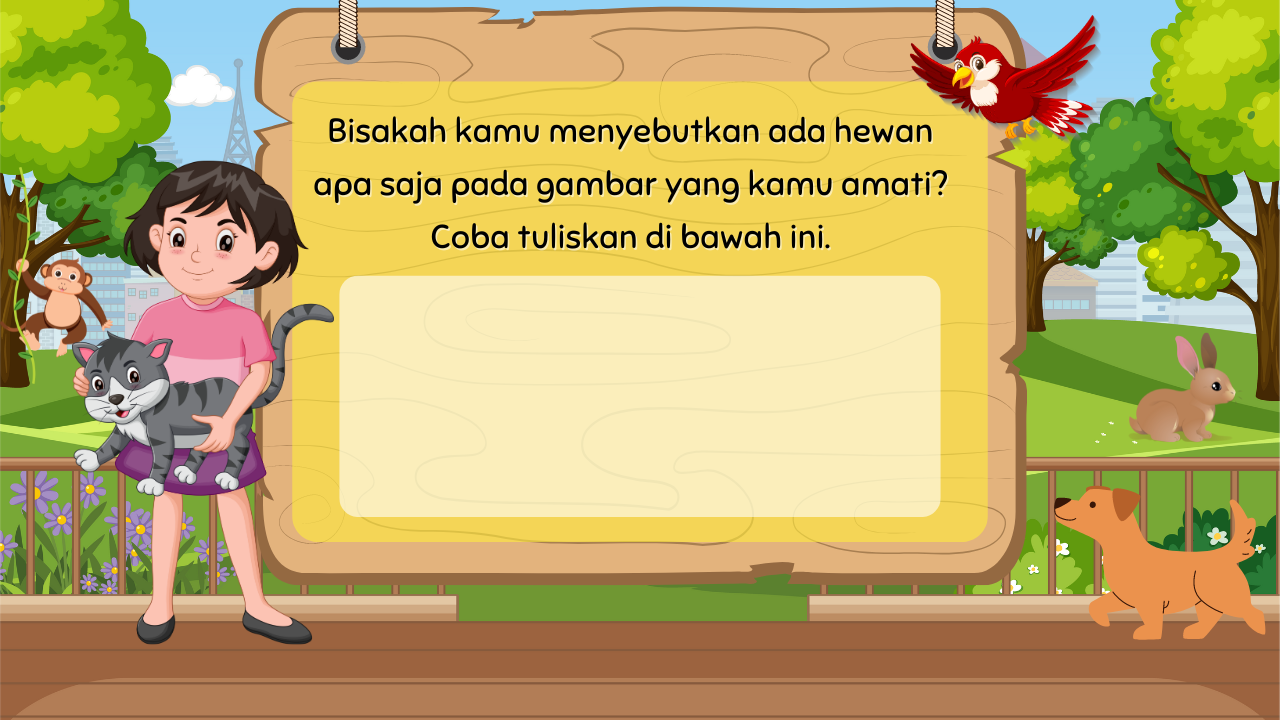 Bisakah kamu menyebutkan ada hewan
apa saja pada gambar yang kamu amati?
Coba tuliskan di bawah ini.